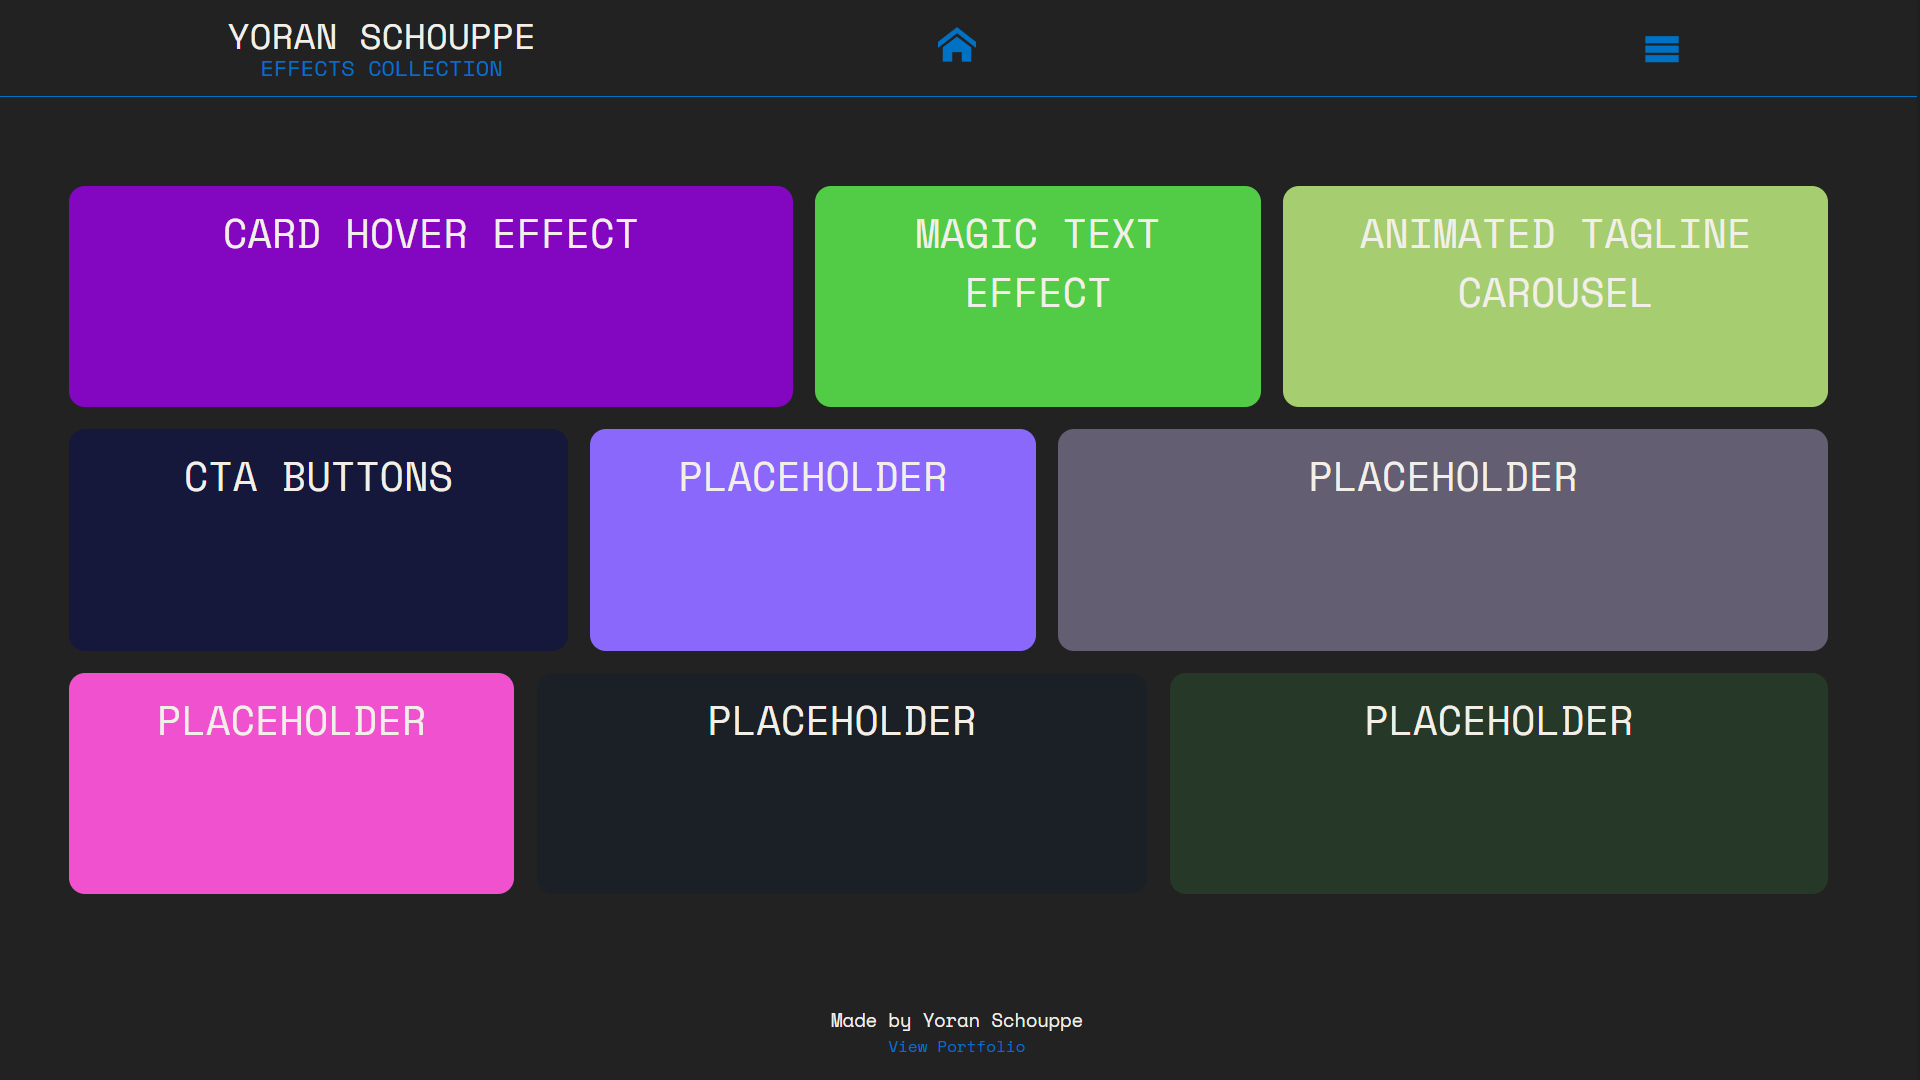 YORAN SCHOUPPE
EFFECTS COLLECTION
CARD HOVER EFFECT
MAGIC TEXT
EFFECT
ANIMATED TAGLINE
CAROUSEL
CTA BUTTONS
PLACEHOLDER
PLACEHOLDER
PLACEHOLDER
PLACEHOLDER
PLACEHOLDER
Made by Yoran Schouppe
View Portfolio